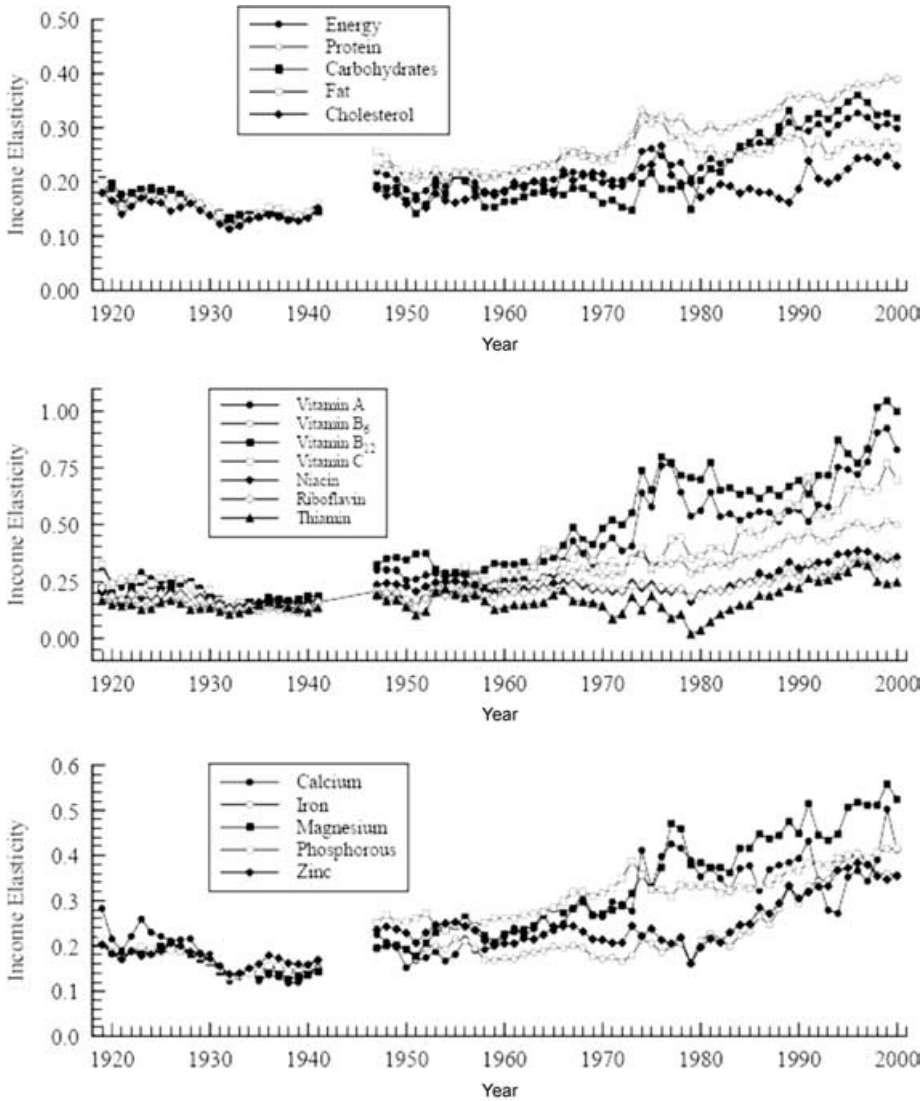 Income Elasticity
0.50
0.40
0.30
0.20
0.10
0.00
Energy
Protein
Carbohydrates
Fat
Cholesterol
1920 1930 1940 1950 1960 1970 1980 1990 2000
Year
Income Elasticity
1.00
0.75
0.50
0.25
0.00
Vitamin A
Vitamin B6
Vitamin B12
Vitamin C
Niacin
Riboflavin
Thiamin
1920 1930 1940 1950 1960 1970 1980 1990 2000
Year
Income Elasticity
0.6
0.5
0.4
0.3
0.2
0.1
0.0
Calcium
Iron
Magnesium
Phosphorous
Zinc
1920 1930 1940 1950 1960 1970 1980 1990 2000
Year